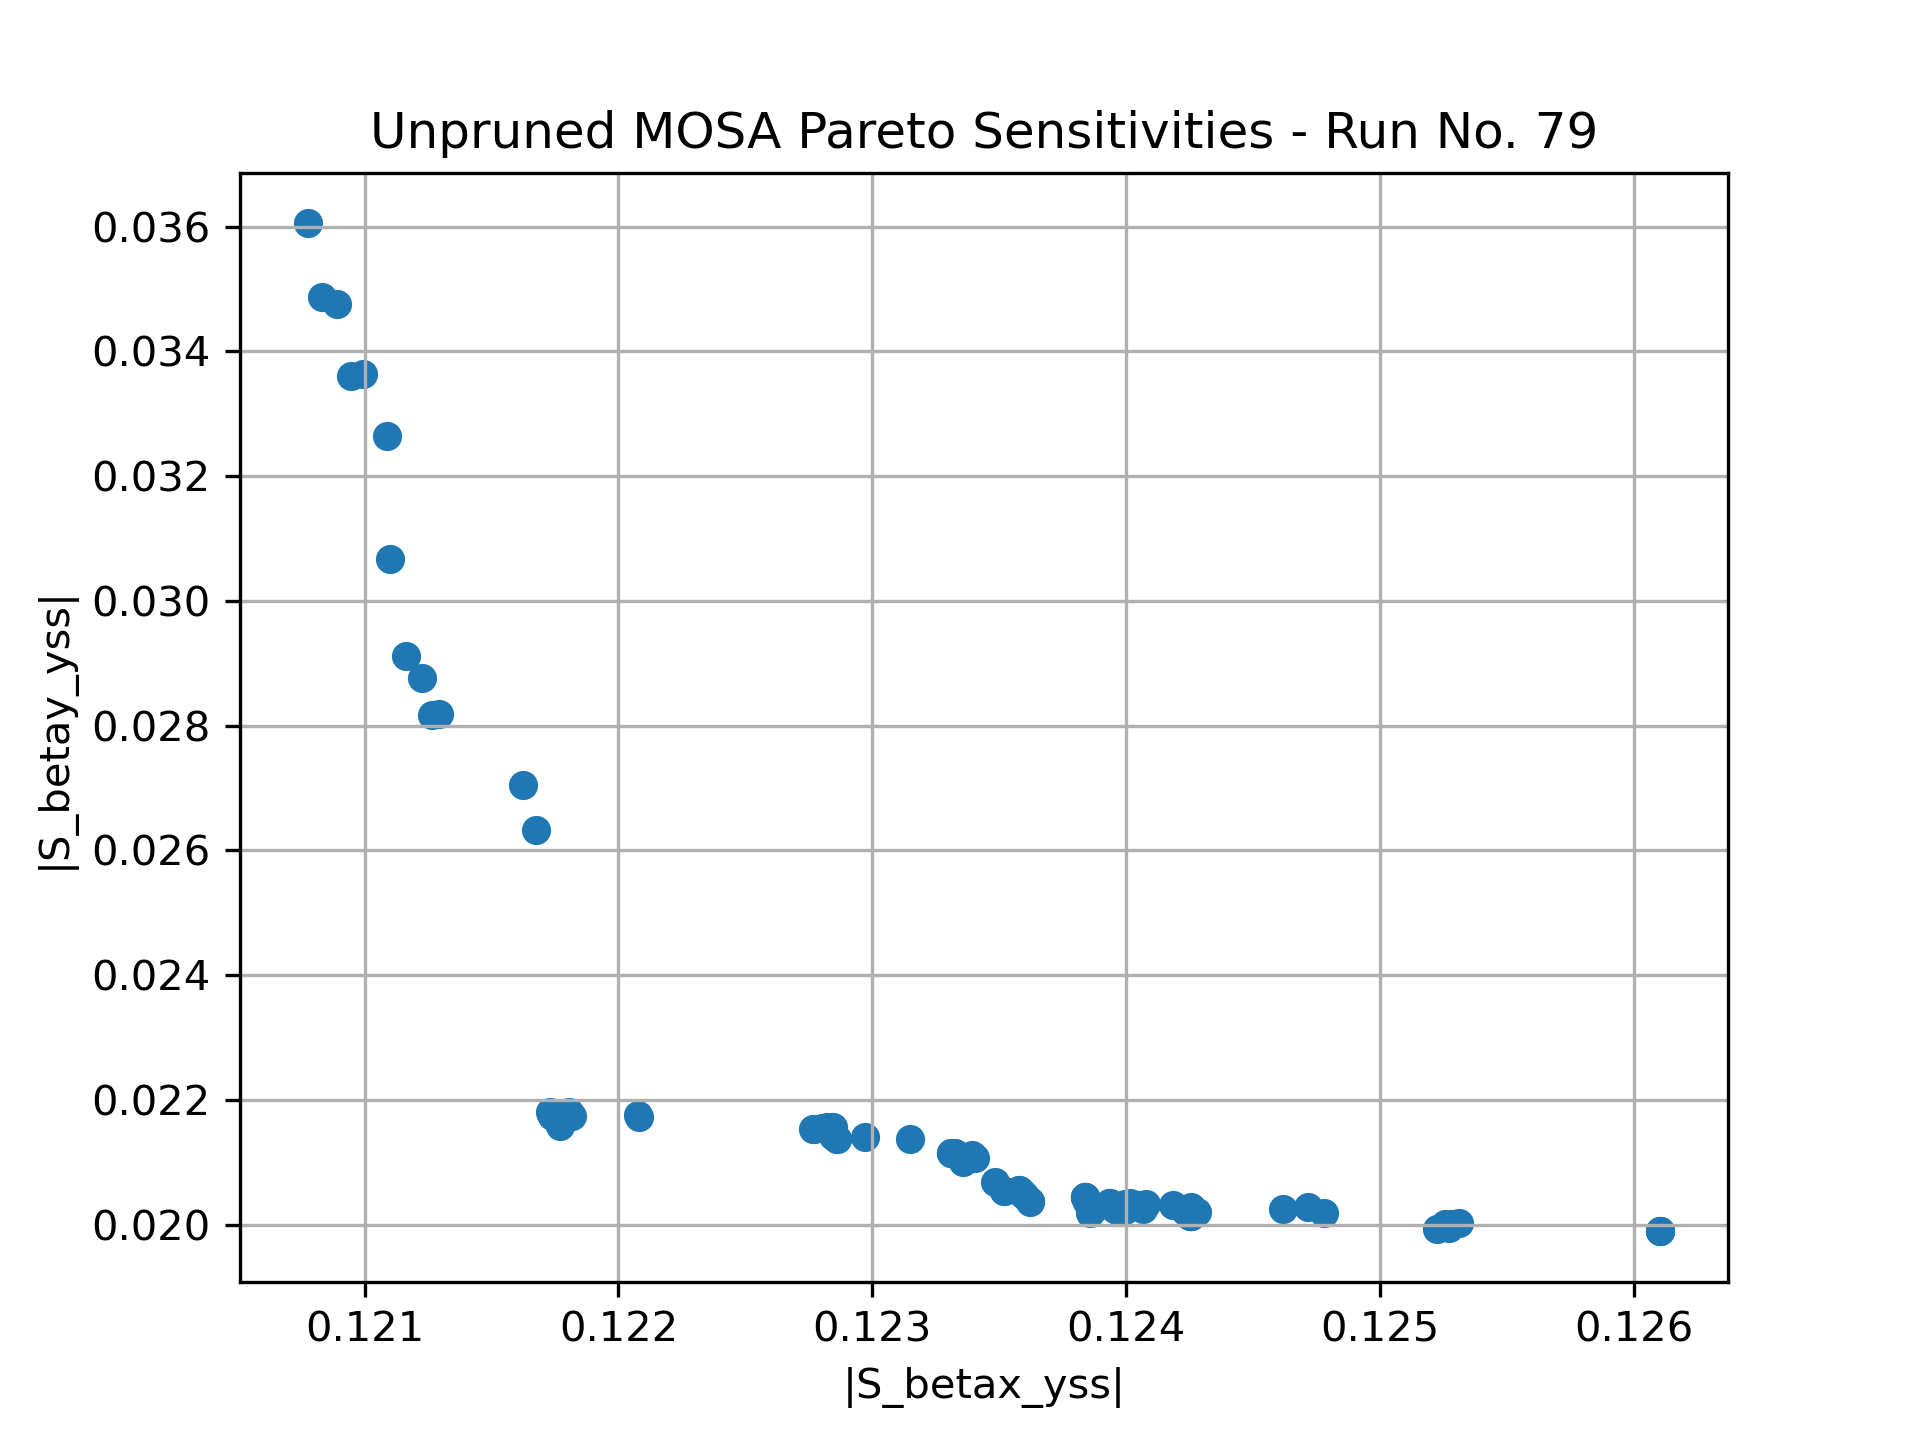 Unpruned MOSA Pareto Sensitivities - Run No. 79
|S_betay_yss|
0.036
0.034
0.032
0.030
0.028
0.026
0.024
0.022
0.020
0.121 0.122 0.123 0.124 0.125 0.126
|S_betax_yss|